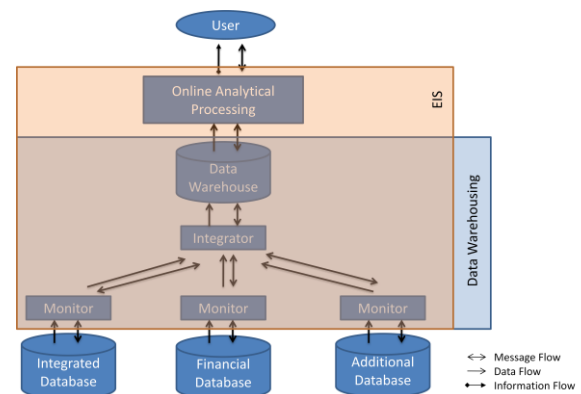 User
Online Analytical
Processing
EIS
Data
Warehouse
Data Warehousing
Integrator
Monitor
Monitor
Monitor
Integrated
Database
Financial
Database
Additional
Database
Message Flow
Data Flow
Information Flow